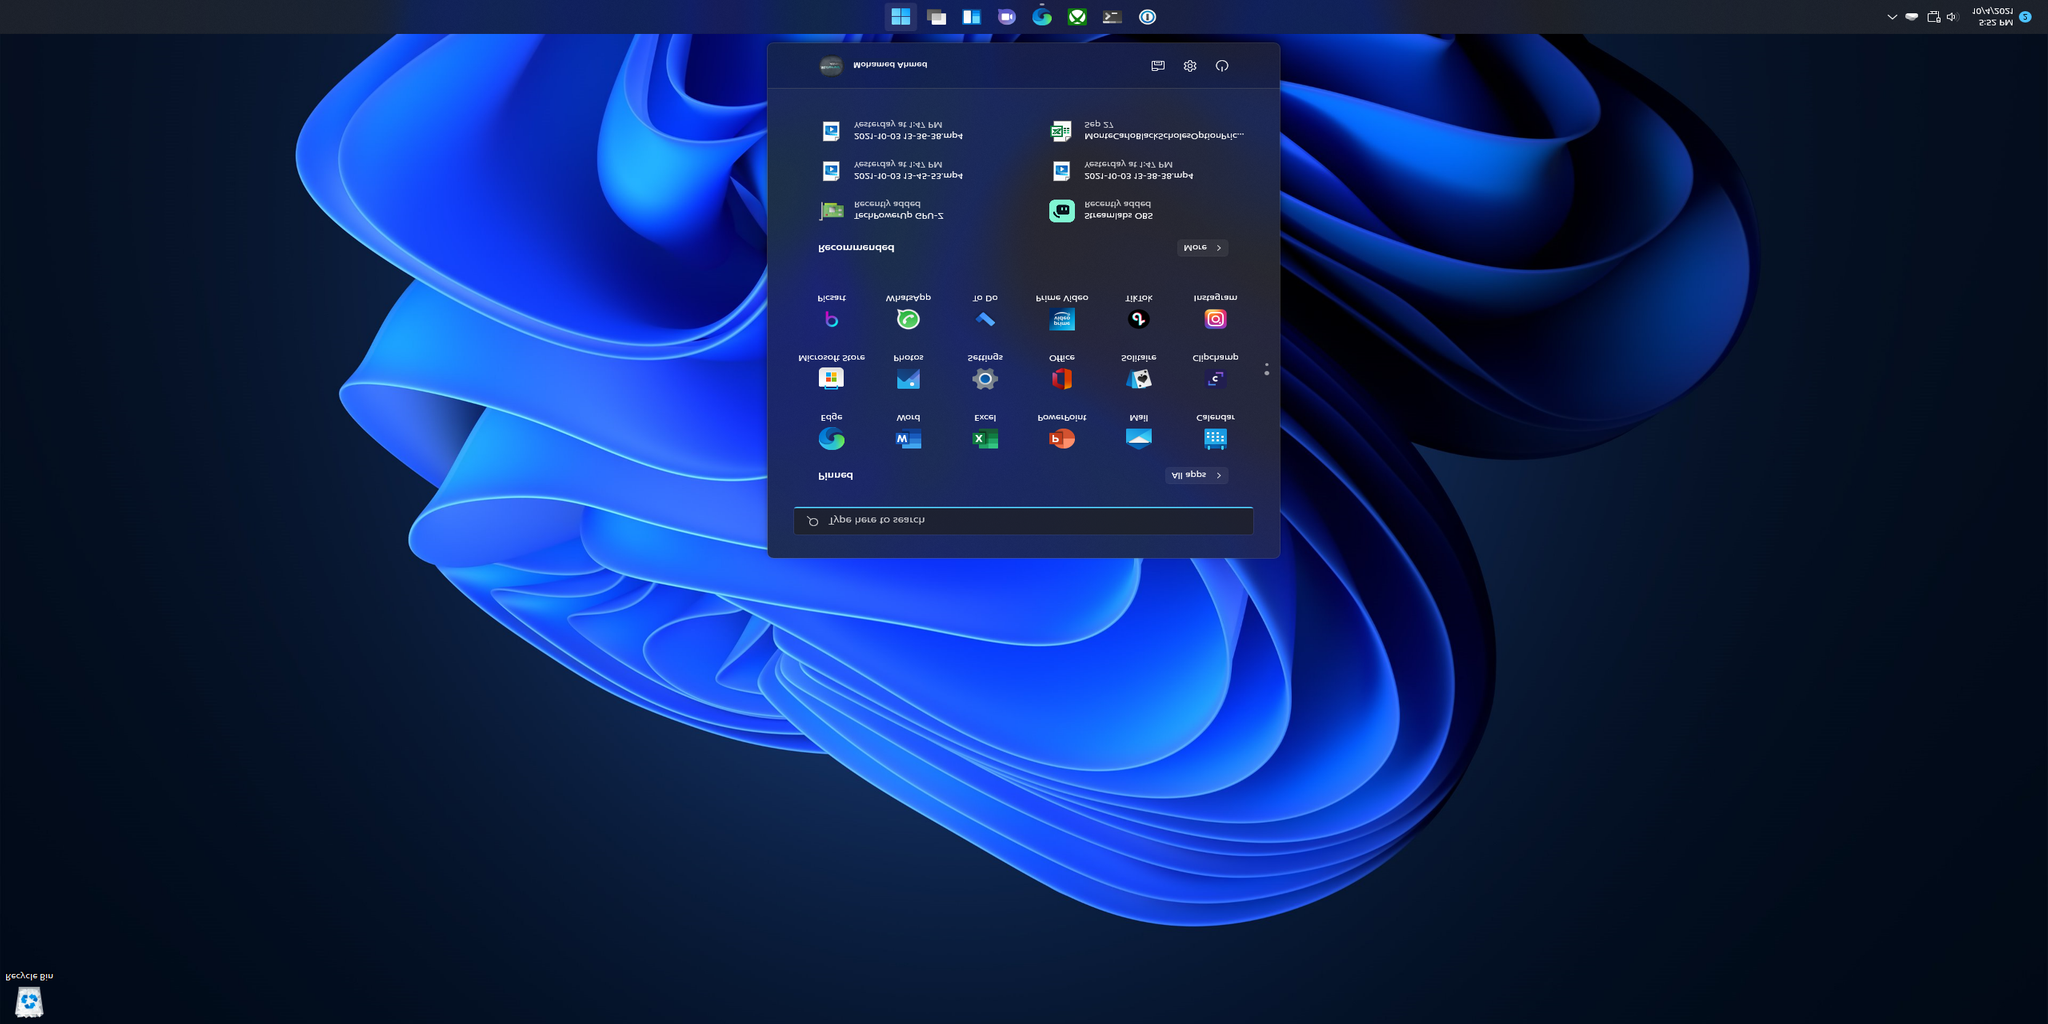 Recycle Bin
Type here to search
Pinned
All apps
Edge
Word
Excel
PowerPoint
Mail
Calendar
Microsoft Store
Photos
Settings
Office
Solitaire
Clipchamp
Picsart
WhatsApp
To Do
Prime Video
TikTok
Instagram
Recommended
More
TechPowerUp GPU-Z
Recently added
Streamlabs OBS
Recently added
2021-10-03 13-45-53.mp4
Yesterday at 1:47 PM
2021-10-03 13-38-38.mp4
Yesterday at 1:47 PM
2021-10-03 13-36-38.mp4
Yesterday at 1:47 PM
MonteCarloBlackScholesOptionPric...
Sep 27
Mohamed Ahmed
5:52 PM
10/4/2021
2